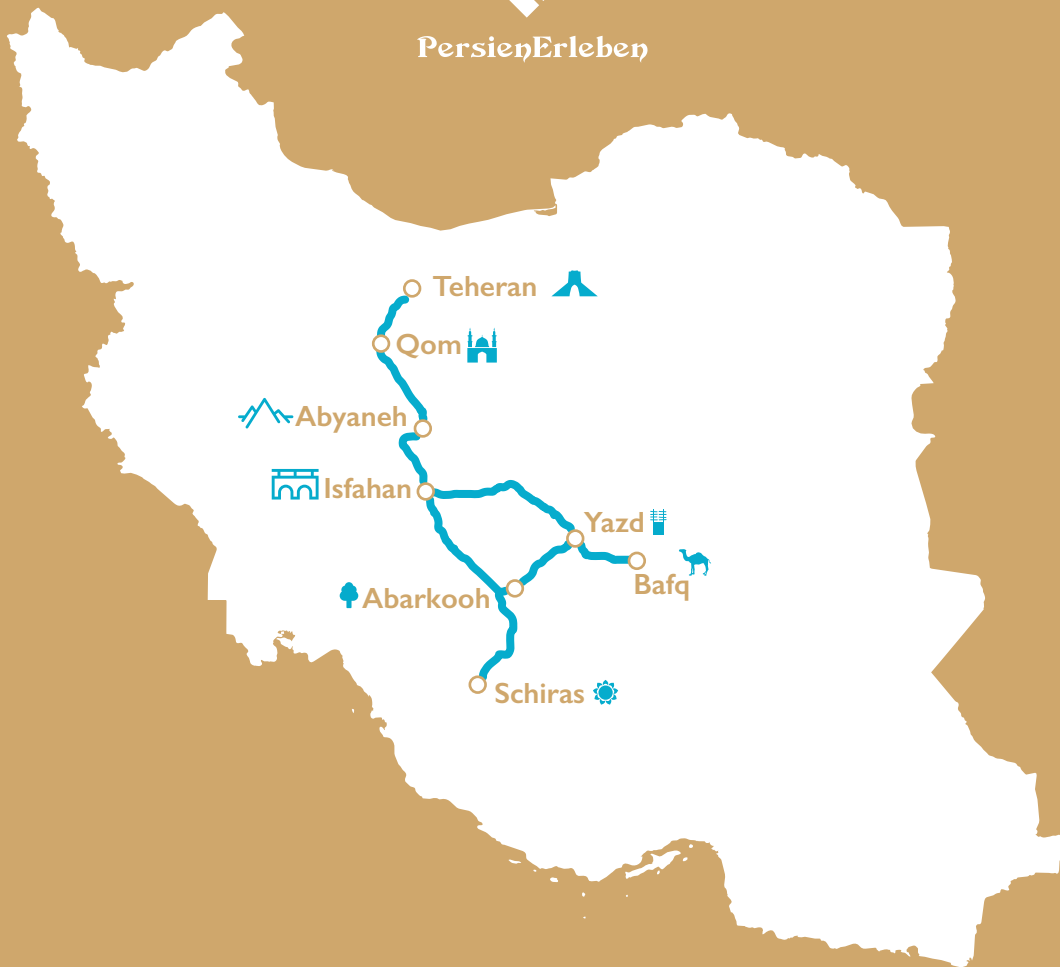 PersienErleben
Teheran
Qom
Abyaneh
Isfahan
Yazd
Bafq
Abarkooh
Schiras